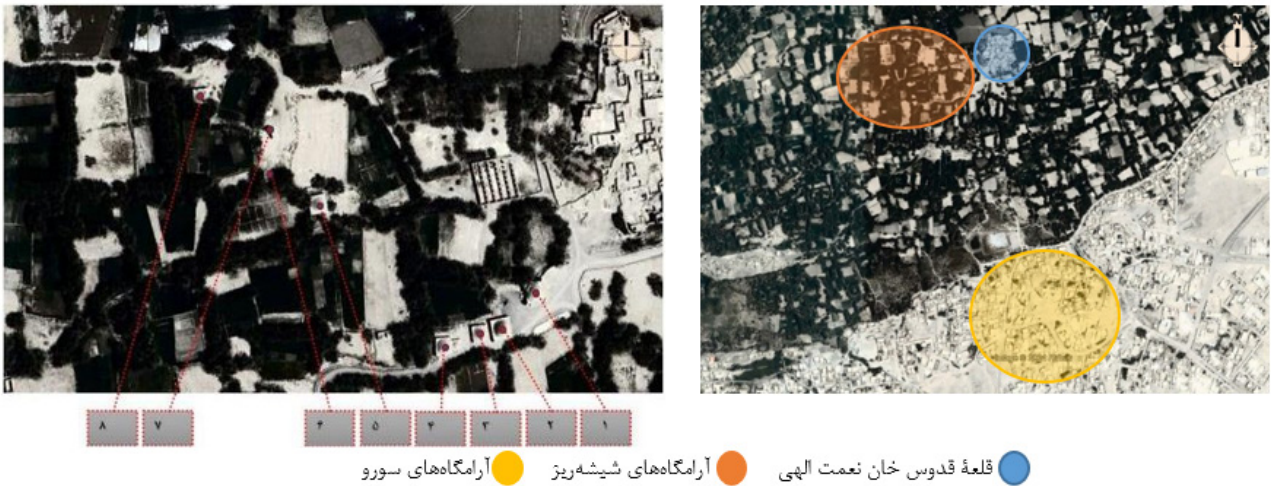 N
N
۱ ۲ ۳ ۴ ۵ ۶ ۷ ۸
قلعهٔ قدوس خان نعمت الهی آرامگاه‌های شیشه‌ریز آرامگاه‌های سورو